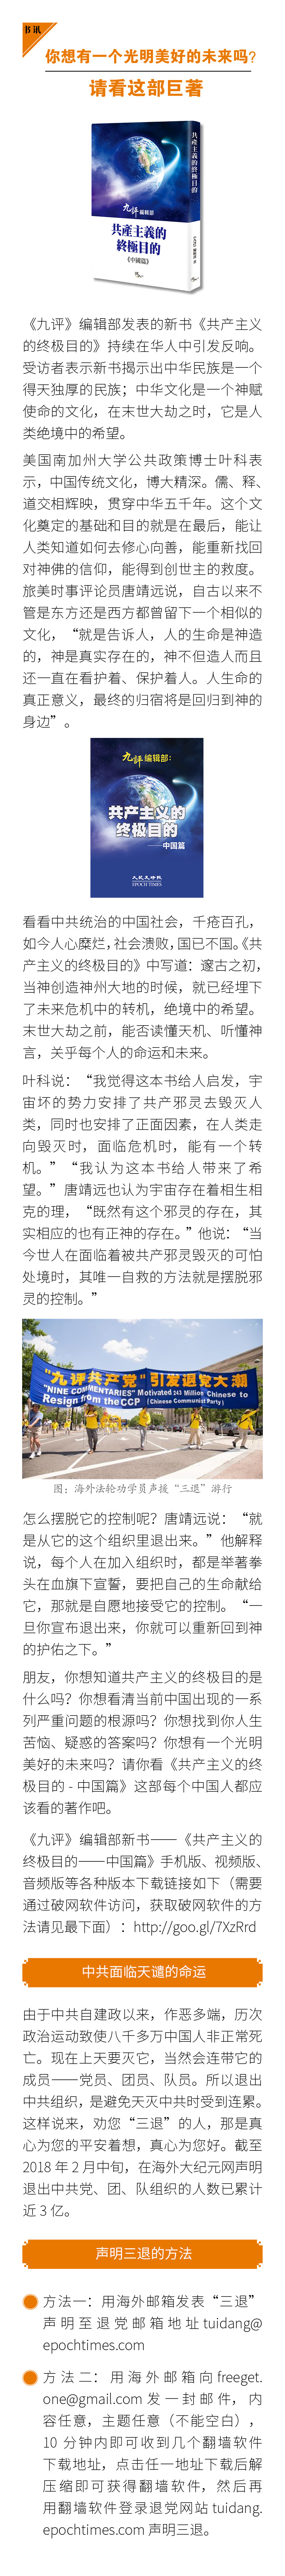 书讯
你想有一个光明美好的未来吗？
请看这部巨著
共產主義的終極目的
九评编辑部
共產主義的
終極目的
《中國篇》
《九评》编辑部发表的新书《共产主义
的终极目的》持续在华人中引发反响。
受访者表示新书揭示出中华民族是一个
得天独厚的民族；中华文化是一个神赋
使命的文化，在末世大劫之时，它是人
类绝境中的希望。
美国南加州大学公共政策博士叶科表
示，中国传统文化，博大精深。儒、释、
道交相辉映，贯穿中华五千年。这个文
化奠定的基础和目的就是在最后，能让
人类知道如何去修心向善，能重新找回
对神佛的信仰，能得到创世主的救度。
旅美时事评论员唐靖远说，自古以来不
管是东方还是西方都曾留下一个相似的
文化，“就是告诉人，人的生命是神造
的，神是真实存在的，神不但造人而且
还一直在看护着、保护着人。人生命的
真正意义，最终的归宿将是回归到神的
身边”。
九评编辑部：
共产主义的
终极目的
——中国篇
大纪元时报
EPOCH TIMES
看看中共统治的中国社会，千疮百孔，
如今人心糜烂，社会溃败，国已不国。《共
产主义的终极目的》中写道：邃古之初，
当神创造神州大地的时候，就已经埋下
了未来危机中的转机，绝境中的希望。
末世大劫之前，能否读懂天机、听懂神
言，关乎每个人的命运和未来。
叶科说：“我觉得这本书给人启发，宇
宙坏的势力安排了共产邪灵去毁灭人
类，同时也安排了正面因素，在人类走
向毁灭时，面临危机时，能有一个转
机。”“我认为这本书给人带来了希
望。”唐靖远也认为宇宙存在着相生相
克的理，“既然有这个邪灵的存在，其
实相应的也有正神的存在。”他说：“当
今世人在面临着被共产邪灵毁灭的可怕
处境时，其唯一自救的方法就是摆脱邪
灵的控制。”
“九评共产党”引发退党大潮
"NINE COMMENTARIES" Motivated 243 Million Chinese to
Resign from the CCP (Chinese Communist Party)
图：海外法轮功学员声援“三退”游行
怎么摆脱它的控制呢？唐靖远说：“就
是从它的这个组织里退出来。”他解释
说，每个人在加入组织时，都是举著拳
头在血旗下宣誓，要把自己的生命献给
它，那就是自愿地接受它的控制。“一
旦你宣布退出来，你就可以重新回到神
的护佑之下。”
朋友，你想知道共产主义的终极目的是
什么吗？你想看清当前中国出现的一系
列严重问题的根源吗？你想找到你人生
苦恼、疑惑的答案吗？你想有一个光明
美好的未来吗？请你看《共产主义的终
极目的 - 中国篇》这部每个中国人都应
该看的著作吧。
《九评》编辑部新书——《共产主义的
终极目的——中国篇》手机版、视频版、
音频版等各种版本下载链接如下（需要
通过破网软件访问，获取破网软件的方
法请见最下面）：http://goo.gl/7XzRrd
中共面临天谴的命运
由于中共自建政以来，作恶多端，历次
政治运动致使八千多万中国人非正常死
亡。现在上天要灭它，当然会连带它的
成员——党员、团员、队员。所以退出
中共组织，是避免天灭中共时受到连累。
这样说来，劝您“三退”的人，那是真
心为您的平安着想，真心为您好。截至
2018 年 2 月中旬，在海外大纪元网声明
退出中共党、团、队组织的人数已累计
近 3 亿。
声明三退的方法
方法一：用海外邮箱发表“三退”
声明至退党邮箱地址 tuidang@
epochtimes.com
方法二：用海外邮箱向 freeget.
one@gmail.com 发一封邮件，内
容任意，主题任意（不能空白），
10 分钟内即可收到几个翻墙软件
下载地址，点击任一地址下载后解
压缩即可获得翻墙软件，然后再
用翻墙软件登录退党网站 tuidang.
epochtimes.com 声明三退。